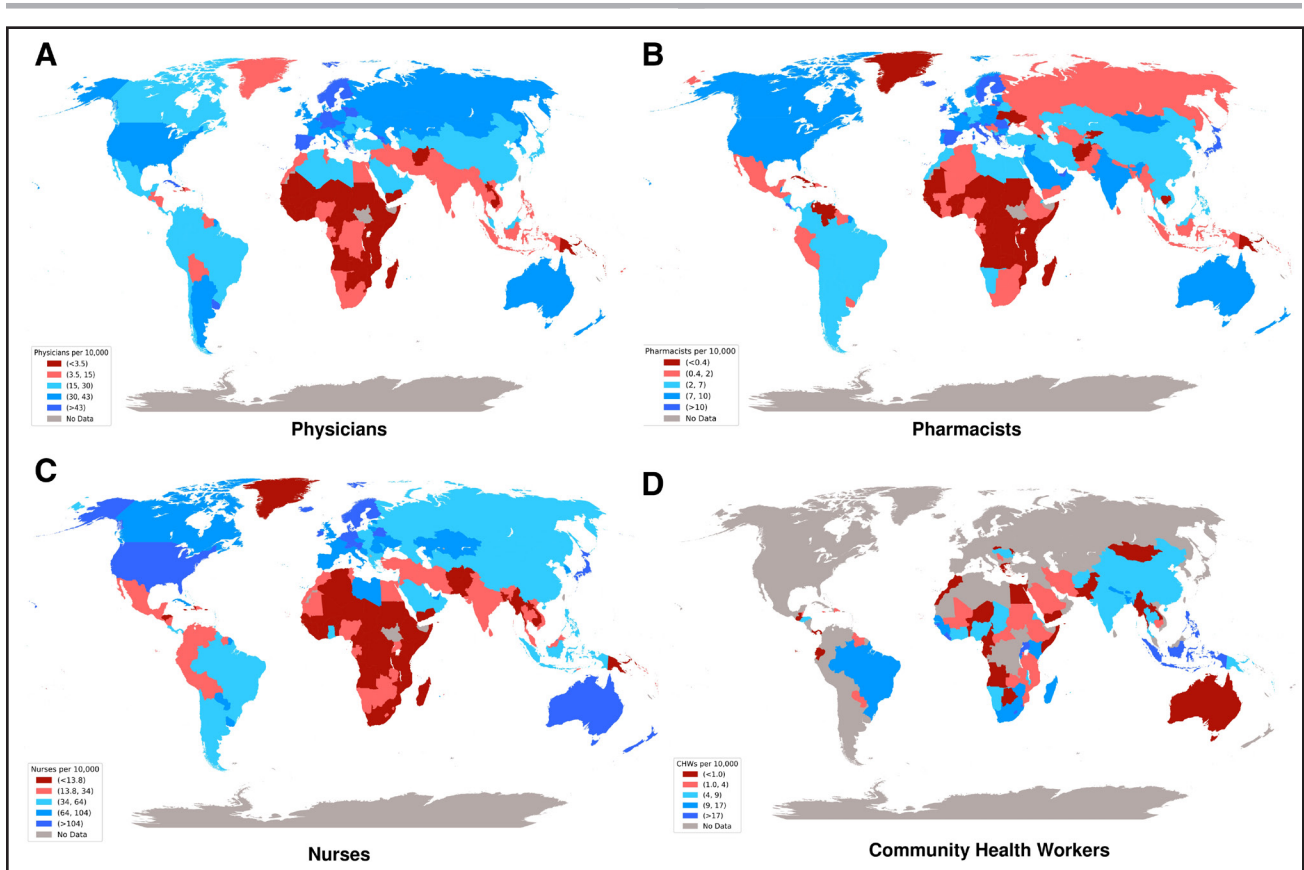 A
B
Physicians per 10,000
(<3.5)
(3.5, 15)
(15, 30)
(30, 43)
(>43)
No Data
Physicians
Pharmacists per 10,000
(<0.4)
(0.4, 2)
(2, 7)
(7, 10)
(>10)
No Data
Pharmacists
C
D
Nurses per 10,000
(<13.8)
(13.8, 34)
(34, 64)
(64, 104)
(>104)
No Data
Nurses
CHWs per 10,000
(<1.0)
(1.0, 4)
(4, 9)
(9, 17)
(>17)
No Data
Community Health Workers